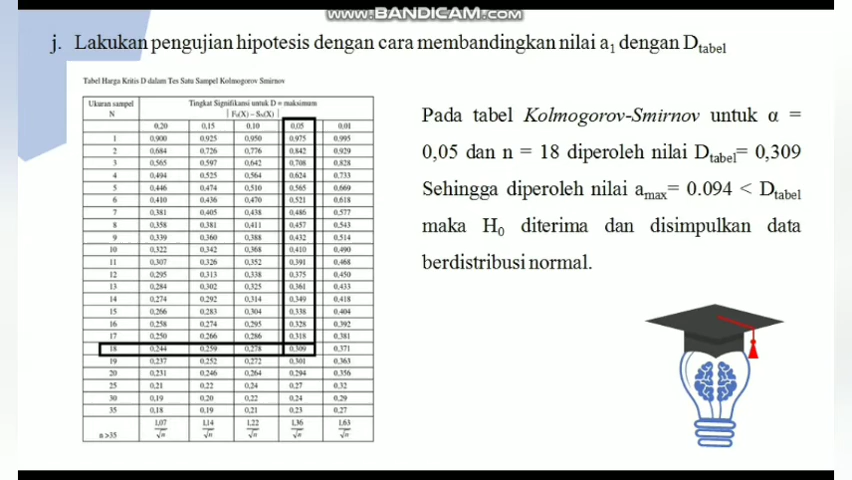 www.BANDICAM.com
j. Lakukan pengujian hipotesis dengan cara membandingkan nilai a₁ dengan Dtabel
Tabel Harga Kritis D dalam Tes Satu Sampel Kolmogorov Smirnov
Ukuran sampel N Tingkat Signifikansi untuk D = maksimum
| F₀(X) – Sɴ(X) |
0,20 0,15 0,10 0,05 0,01
1 0,900 0,925 0,950 0,975 0,995
2 0,684 0,726 0,776 0,842 0,929
3 0,565 0,597 0,642 0,708 0,828
4 0,494 0,525 0,564 0,624 0,733
5 0,446 0,474 0,510 0,565 0,669
6 0,410 0,436 0,470 0,521 0,618
7 0,381 0,405 0,438 0,486 0,577
8 0,358 0,381 0,411 0,457 0,543
9 0,339 0,360 0,388 0,432 0,514
10 0,322 0,342 0,368 0,410 0,490
11 0,307 0,326 0,352 0,391 0,468
12 0,295 0,313 0,338 0,375 0,450
13 0,284 0,302 0,325 0,361 0,433
14 0,274 0,292 0,314 0,349 0,418
15 0,266 0,283 0,304 0,338 0,404
16 0,258 0,274 0,295 0,328 0,392
17 0,250 0,266 0,286 0,318 0,381
18 0,244 0,259 0,278 0,309 0,371
19 0,237 0,252 0,272 0,301 0,363
20 0,231 0,246 0,264 0,294 0,356
25 0,21 0,22 0,24 0,27 0,32
30 0,19 0,20 0,22 0,24 0,29
35 0,18 0,19 0,21 0,23 0,27
n >35 1,07/√n 1,14/√n 1,22/√n 1,36/√n 1,63/√n
Pada tabel Kolmogorov-Smirnov untuk α =
0,05 dan n = 18 diperoleh nilai Dtabel= 0,309
Sehingga diperoleh nilai amax= 0.094 < Dtabel
maka H₀ diterima dan disimpulkan data
berdistribusi normal.